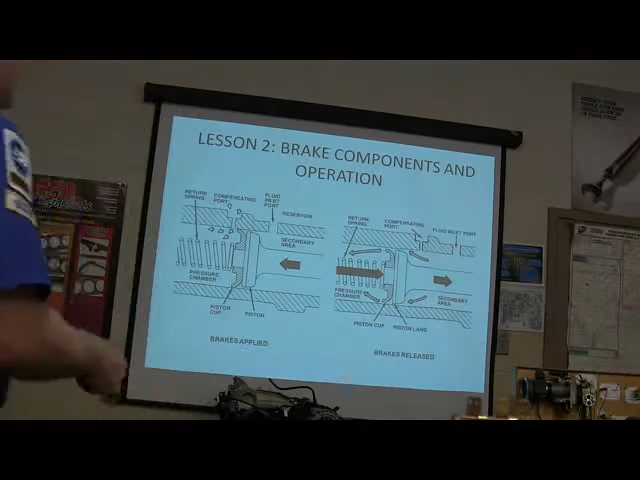 LESSON 2: BRAKE COMPONENTS AND
OPERATION
RETURN
SPRING
COMPENSATING
PORT
FLUID
INLET
PORT
RESERVOIR
SECONDARY
AREA
PRESSURE
CHAMBER
PISTON
CUP
PISTON
BRAKES APPLIED
RETURN
SPRING
COMPENSATING
PORT
FLUID INLET PORT
PRESSURE
CHAMBER
SECONDARY
AREA
PISTON CUP
PISTON LAND
BRAKES RELEASED